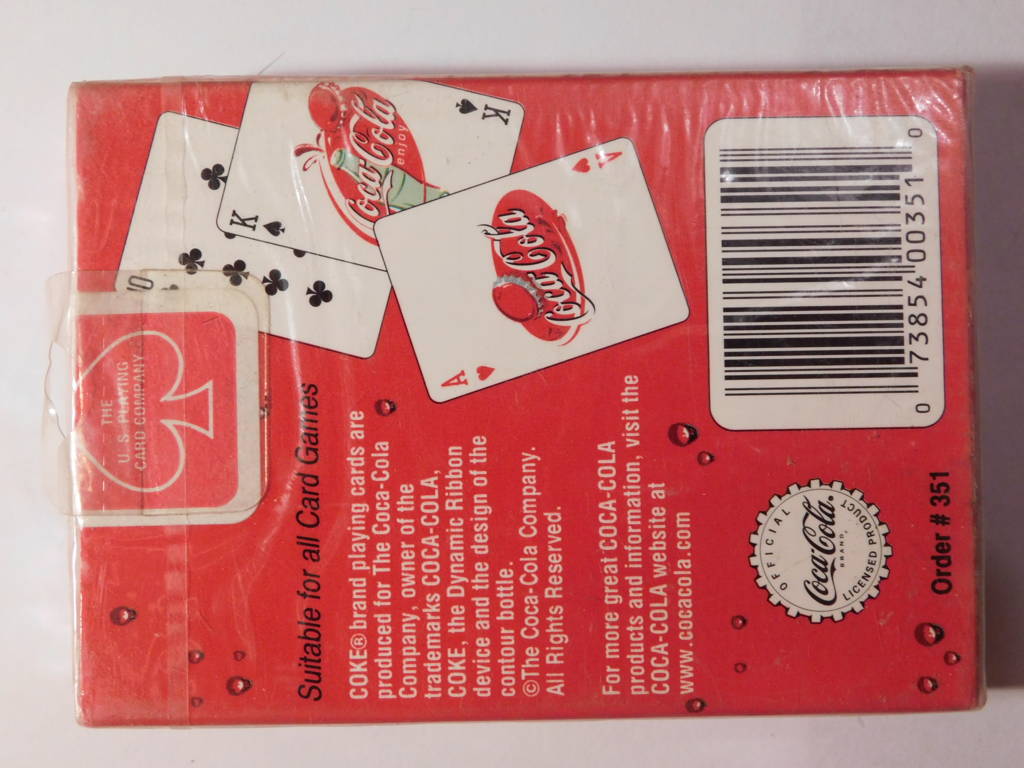 THE
U. S. PLAYING
CARD COMPANY
10
K
Coca-Cola
enjoy
K
A
Coca-Cola
A
Suitable for all Card Games
COKE® brand playing cards are
produced for The Coca-Cola
Company, owner of the
trademarks COCA-COLA,
COKE, the Dynamic Ribbon
device and the design of the
contour bottle.
©The Coca-Cola Company.
All Rights Reserved.
For more great COCA-COLA
products and information, visit the
COCA-COLA website at
www.cocacola.com
OFFICIAL
Coca-Cola.
BRAND
LICENSED PRODUCT
Order # 351
0 73854 00351 0